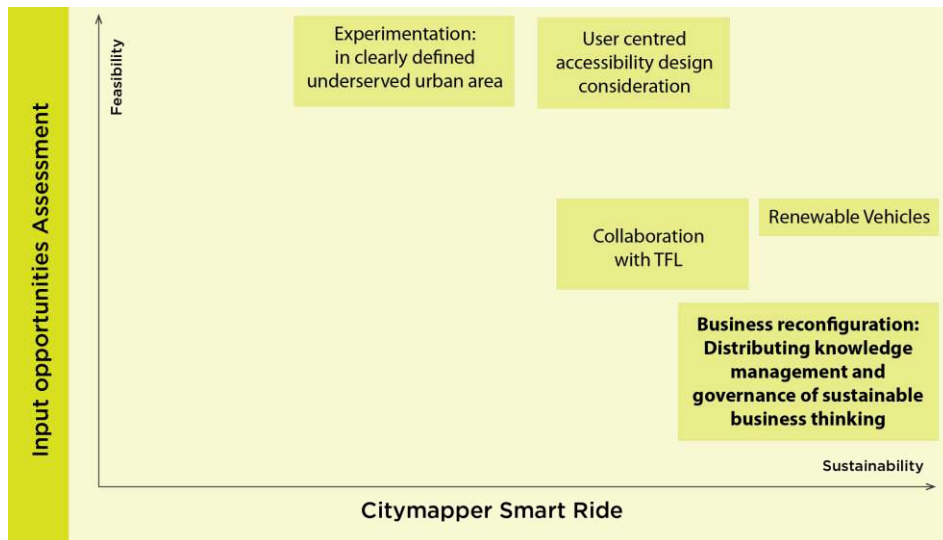 Input opportunities Assessment
Feasibility
Experimentation:
in clearly defined
underserved urban area
User centred
accessibility design
consideration
Collaboration
with TFL
Renewable Vehicles
Business reconfiguration:
Distributing knowledge
management and
governance of sustainable
business thinking
Sustainability
Citymapper Smart Ride